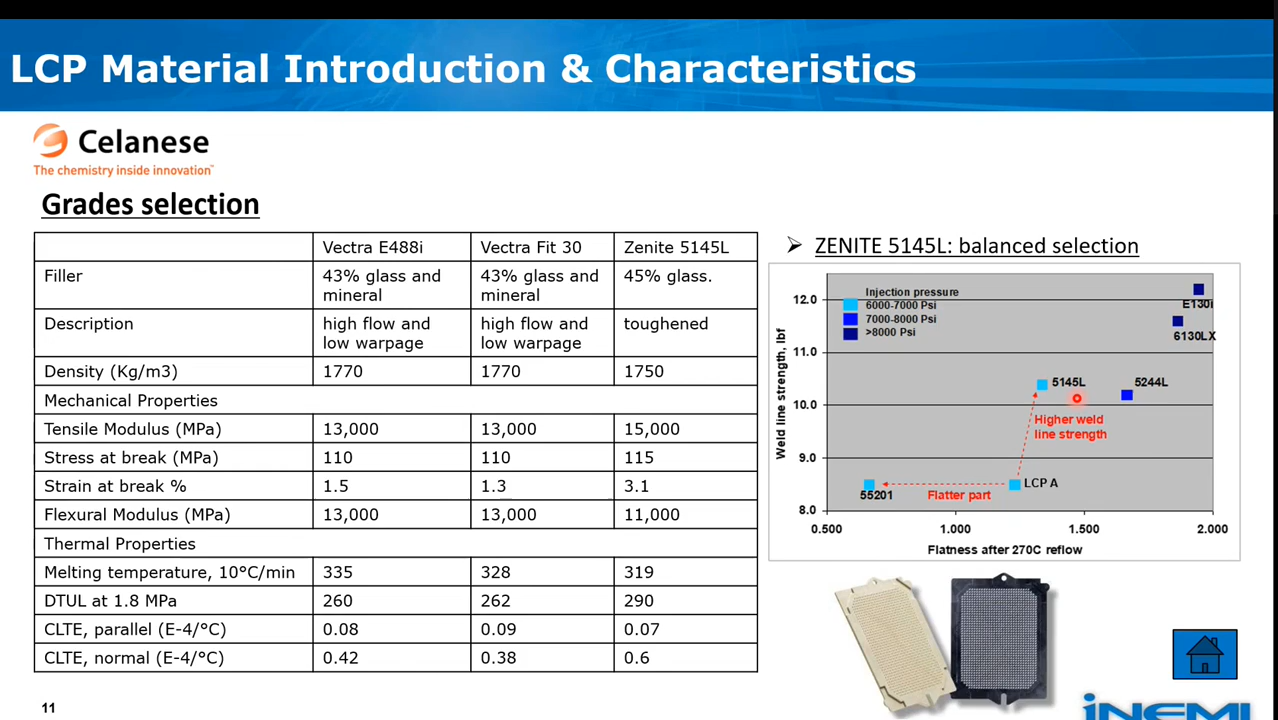 LCP Material Introduction & Characteristics
Celanese
The chemistry inside innovation™
Grades selection
Vectra E488i Vectra Fit 30 Zenite 5145L
Filler 43% glass and mineral 43% glass and mineral 45% glass.
Description high flow and low warpage high flow and low warpage toughened
Density (Kg/m3) 1770 1770 1750
Mechanical Properties
Tensile Modulus (MPa) 13,000 13,000 15,000
Stress at break (MPa) 110 110 115
Strain at break % 1.5 1.3 3.1
Flexural Modulus (MPa) 13,000 13,000 11,000
Thermal Properties
Melting temperature, 10°C/min 335 328 319
DTUL at 1.8 MPa 260 262 290
CLTE, parallel (E-4/°C) 0.08 0.09 0.07
CLTE, normal (E-4/°C) 0.42 0.38 0.6
➢ ZENITE 5145L: balanced selection
Injection pressure
6000-7000 Psi
7000-8000 Psi
>8000 Psi
Weld line strength, lbf
12.0
11.0
10.0
9.0
8.0
E130i
6130LX
5145L
5244L
Higher weld
line strength
LCP A
55201
Flatter part
0.500 1.000 1.500 2.000
Flatness after 270C reflow
11
iNEMI